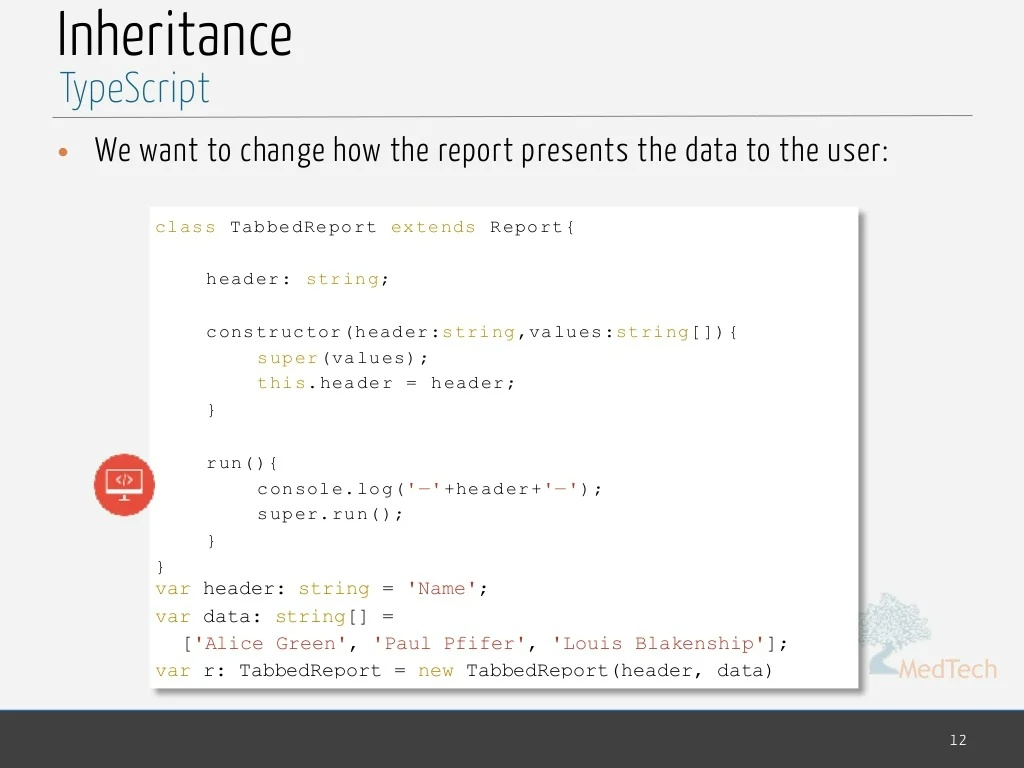 Inheritance
TypeScript
• We want to change how the report presents the data to the user:
class TabbedReport extends Report{
header: string;
constructor(header:string,values:string[]){
super(values);
this.header = header;
}
run(){
console.log('—'+header+'—');
super.run();
}
}
var header: string = 'Name';
var data: string[] =
['Alice Green', 'Paul Pfifer', 'Louis Blakenship'];
var r: TabbedReport = new TabbedReport(header, data)
</>
MedTech
12